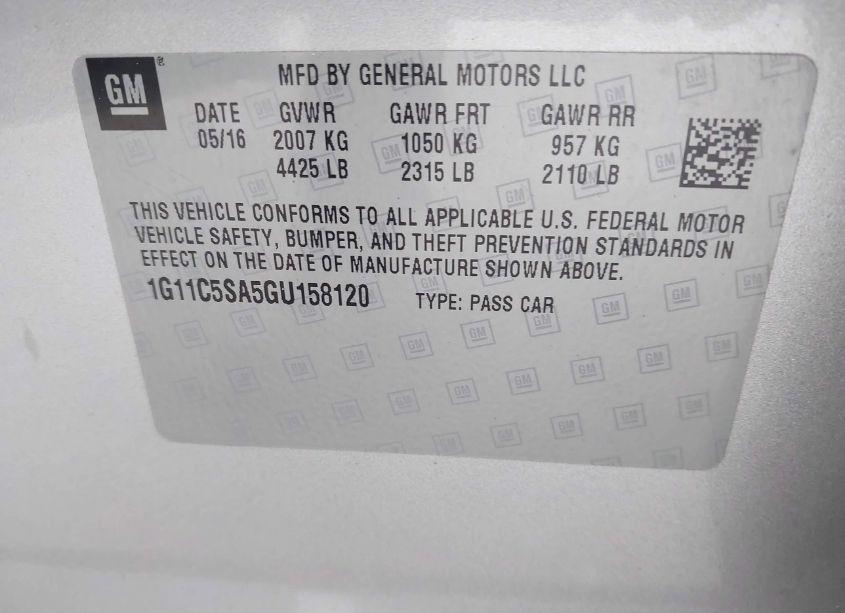 GM
MFD BY GENERAL MOTORS LLC
DATE GVWR GAWR FRT GAWR RR
05/16 2007 KG 1050 KG 957 KG
4425 LB 2315 LB 2110 LB
THIS VEHICLE CONFORMS TO ALL APPLICABLE U.S. FEDERAL MOTOR
VEHICLE SAFETY, BUMPER, AND THEFT PREVENTION STANDARDS IN
EFFECT ON THE DATE OF MANUFACTURE SHOWN ABOVE.
1G11C5SA5GU158120 TYPE: PASS CAR